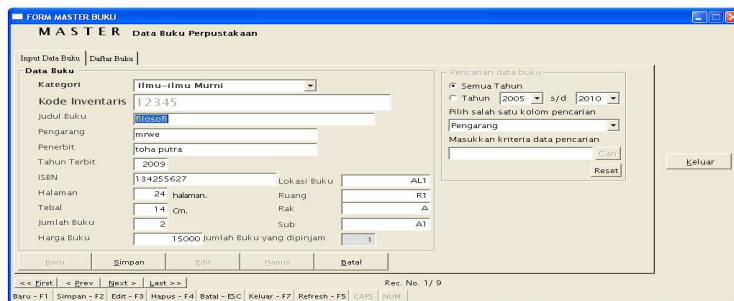 FORM MASTER BUKU
MASTER Data Buku Perpustakaan
Input Data Buku Daftar Buku
Data Buku
Kategori Ilmu-ilmu Murni
Kode Inventaris 12345
Judul Buku filosofi
Pengarang mrwe
Penerbit toha putra
Tahun Terbit 2009
ISBN 134255627 Lokasi Buku AL1
Halaman 24 halaman. Ruang R1
Tebal 14 Cm. Rak A
Jumlah Buku 2 Sub A1
Harga Buku 15000 Jumlah Buku yang dipinjam 1
Pencarian data buku
Semua Tahun
Tahun 2005 s/d 2010
Pilih salah satu kolom pencarian
Pengarang
Masukkan kriteria data pencarian
Cari
Reset
Keluar
Baru Simpan Edit Hapus Batal
<< First < Prev Next > Last >> Rec. No. 1/ 9
Baru - F1 Simpan - F2 Edit - F3 Hapus - F4 Batal - ESC Keluar - F7 Refresh - F5 CAPS NUM